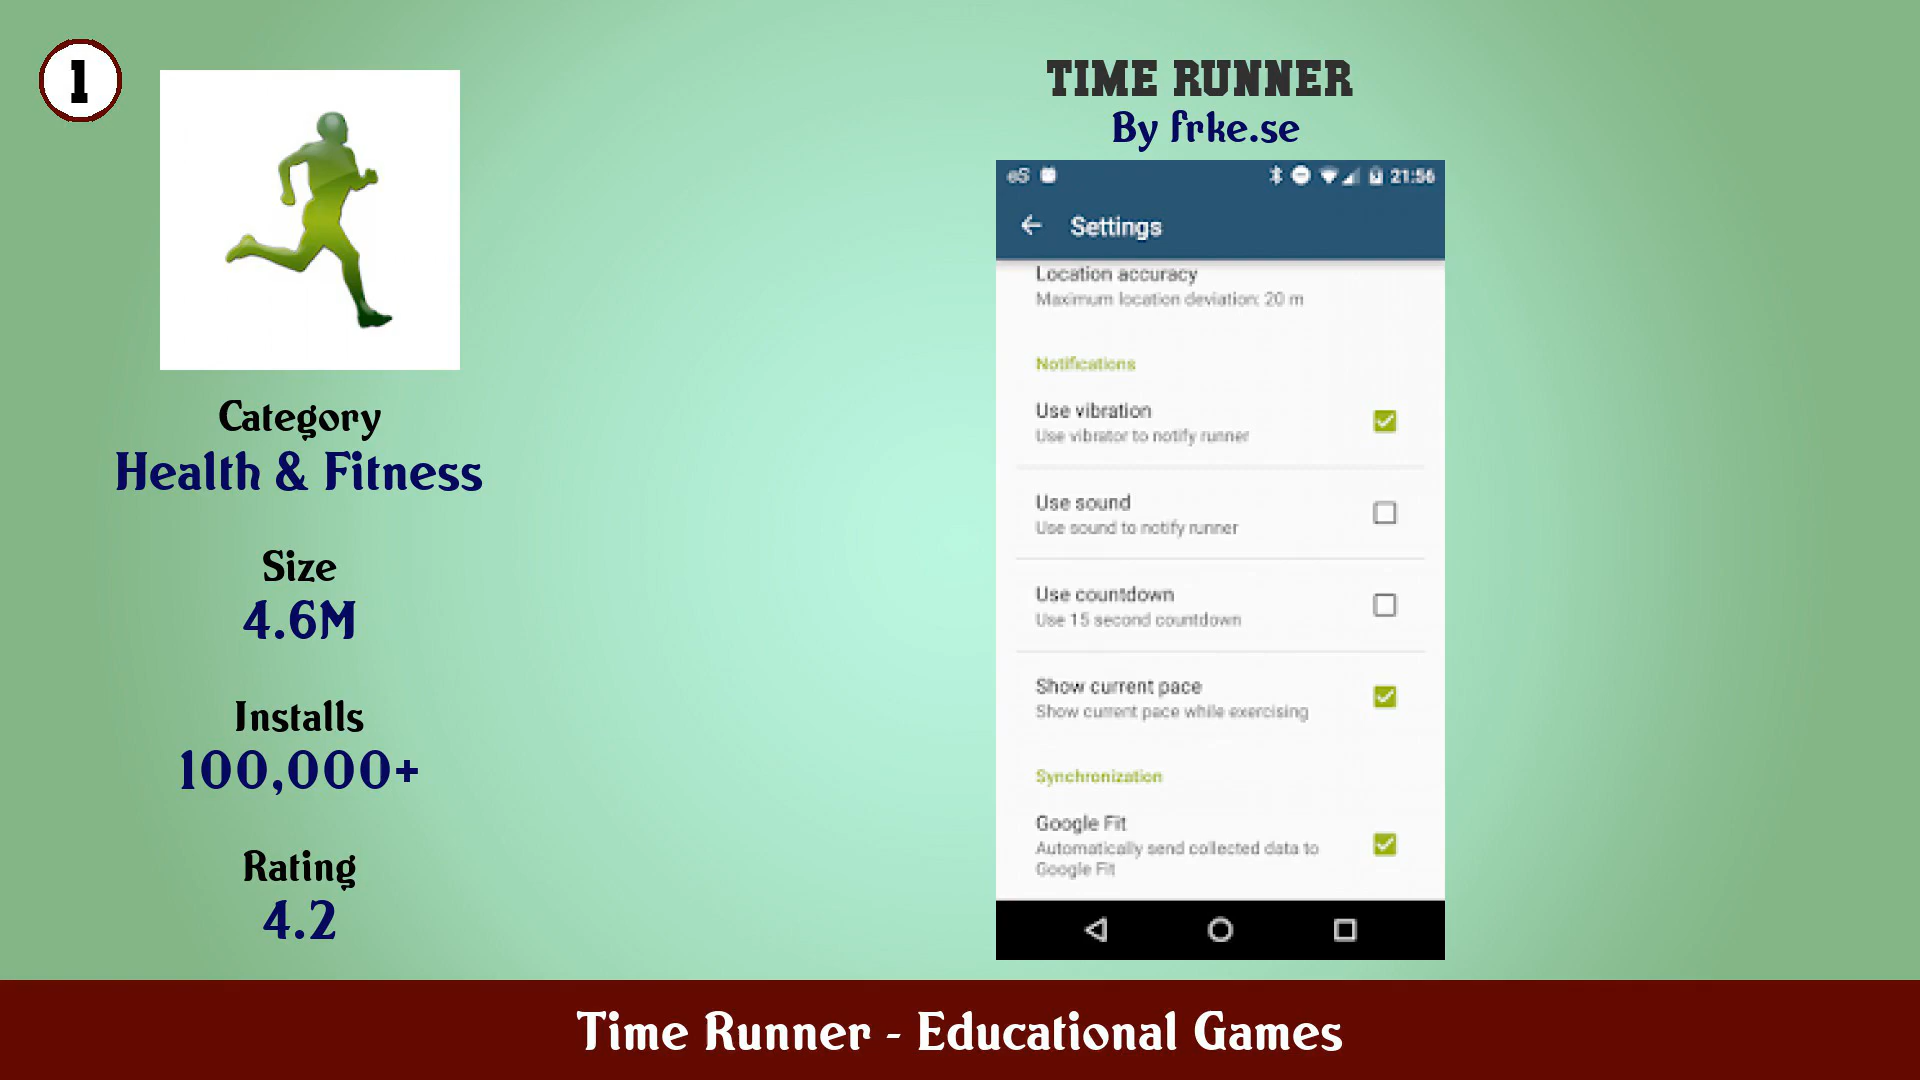 1
TIME RUNNER
By frke.se
Category
Health & Fitness
Size
4.6M
Installs
100,000+
Rating
4.2
eS
21:56
Settings
Location accuracy
Maximum location deviation: 20 m
Notifications
Use vibration
Use vibrator to notify runner
Use sound
Use sound to notify runner
Use countdown
Use 15 second countdown
Show current pace
Show current pace while exercising
Synchronization
Google Fit
Automatically send collected data to
Google Fit
Time Runner - Educational Games